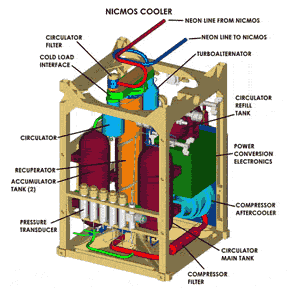 NICMOS COOLER
NEON LINE FROM NICMOS
NEON LINE TO NICMOS
CIRCULATOR
FILTER
COLD LOAD
INTERFACE
TURBOALTERNATOR
CIRCULATOR
REFILL
TANK
CIRCULATOR
POWER
CONVERSION
ELECTRONICS
RECUPERATOR
ACCUMULATOR
TANK (2)
COMPRESSOR
AFTERCOOLER
PRESSURE
TRANSDUCER
CIRCULATOR
MAIN TANK
COMPRESSOR
FILTER